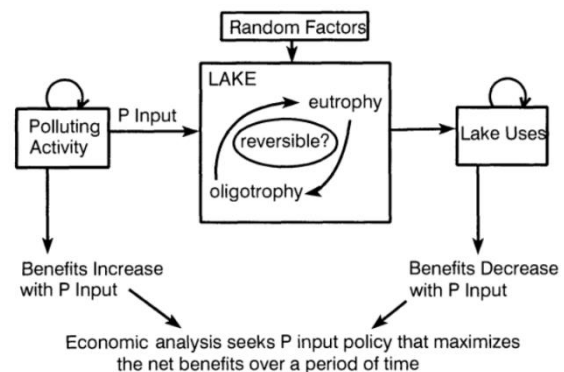 Random Factors
LAKE
eutrophy
P Input
Polluting
Activity
reversible?
Lake Uses
oligotrophy
Benefits Increase
with P Input
Benefits Decrease
with P Input
Economic analysis seeks P input policy that maximizes
the net benefits over a period of time